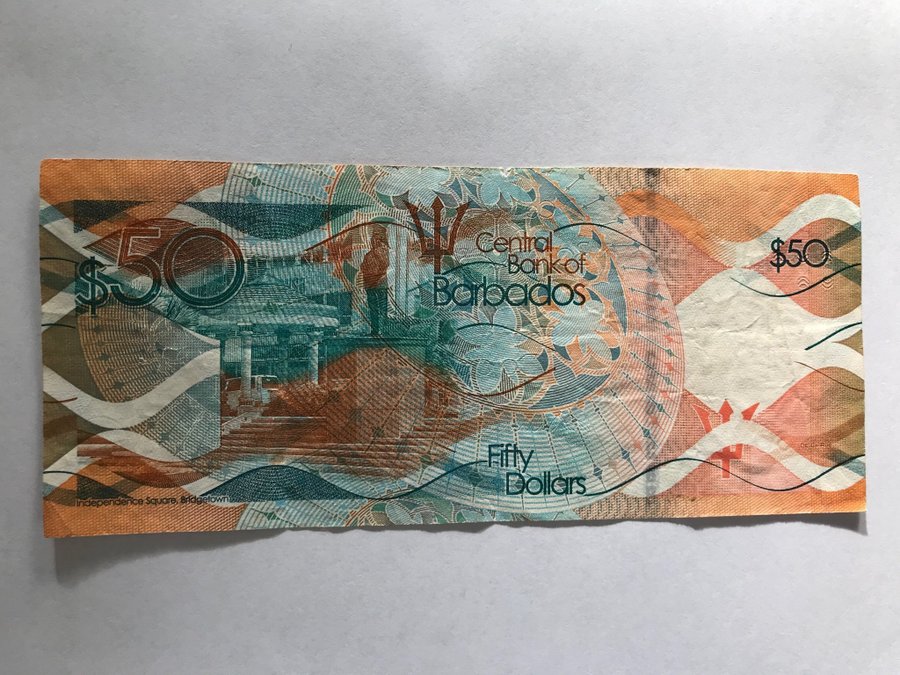 $50
Central
Bank of
Barbados
$50
Fifty
Dollars
Independence Square, Bridgetown